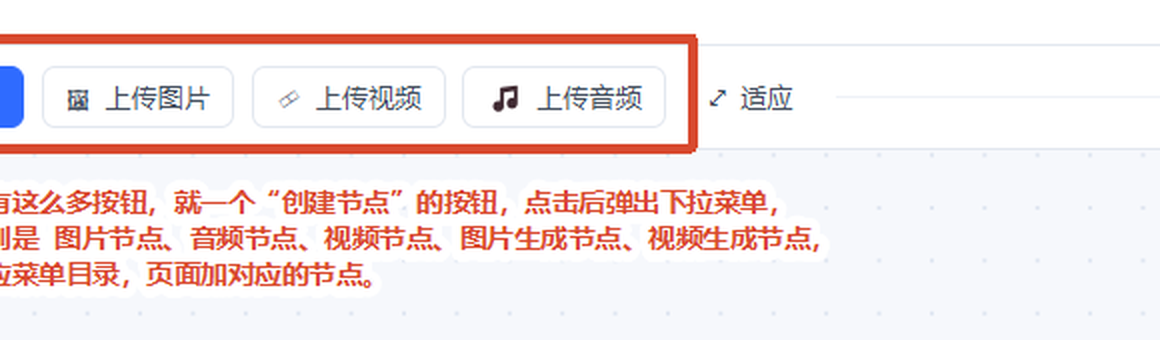 上传图片 上传视频 上传音频 适应
这么多按钮，就一个“创建节点”的按钮，点击后弹出下拉菜单，
是 图片节点、音频节点、视频节点、图片生成节点、视频生成节点，
菜单目录，页面加对应的节点。